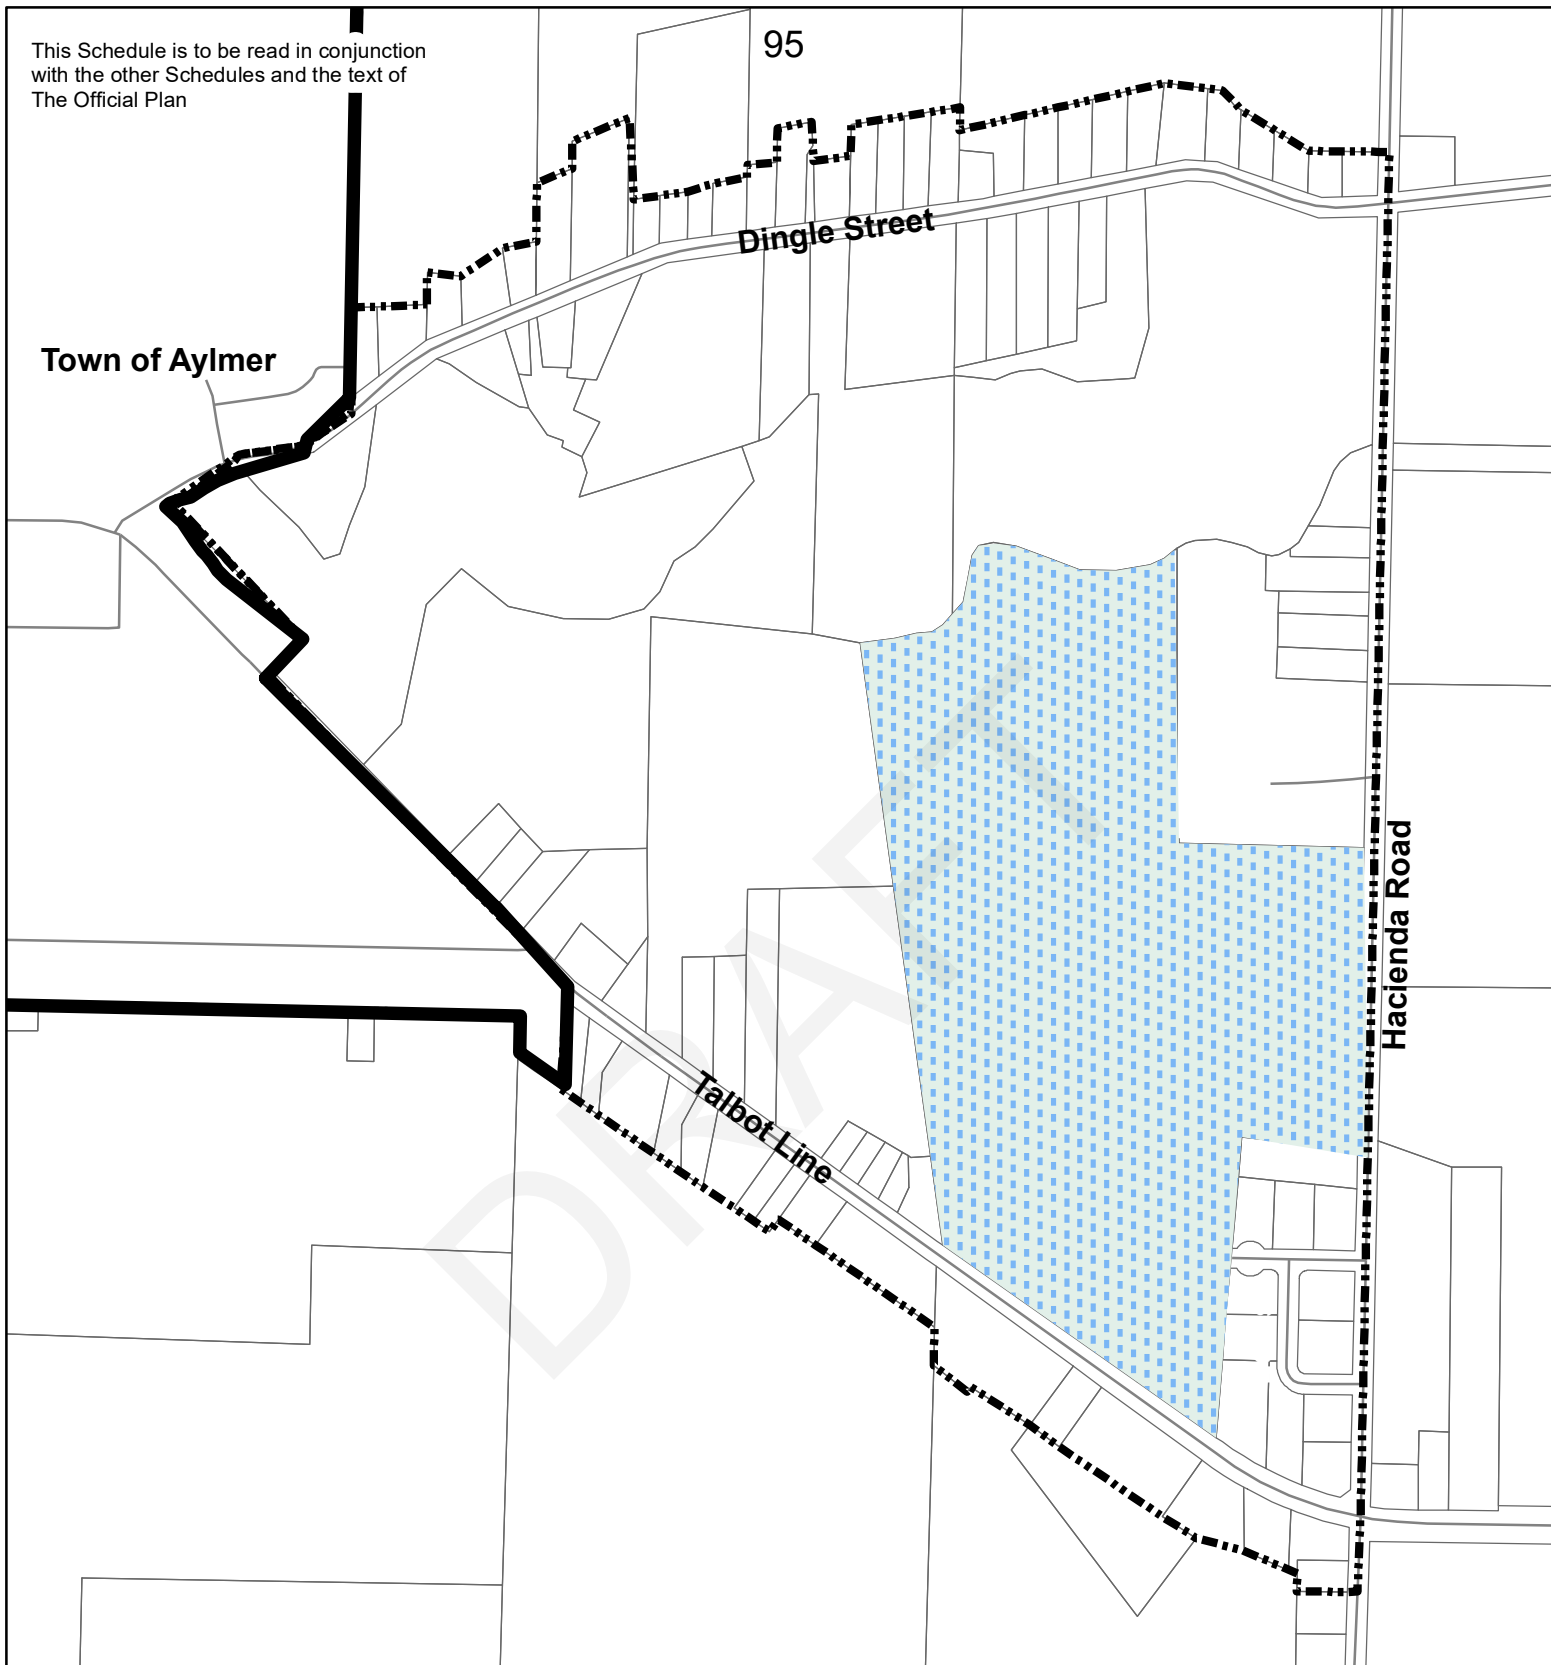 This Schedule is to be read in conjunction
with the other Schedules and the text of
The Official Plan
95
Dingle Street
Town of Aylmer
Hacienda Road
Talbot Line
DRAFT